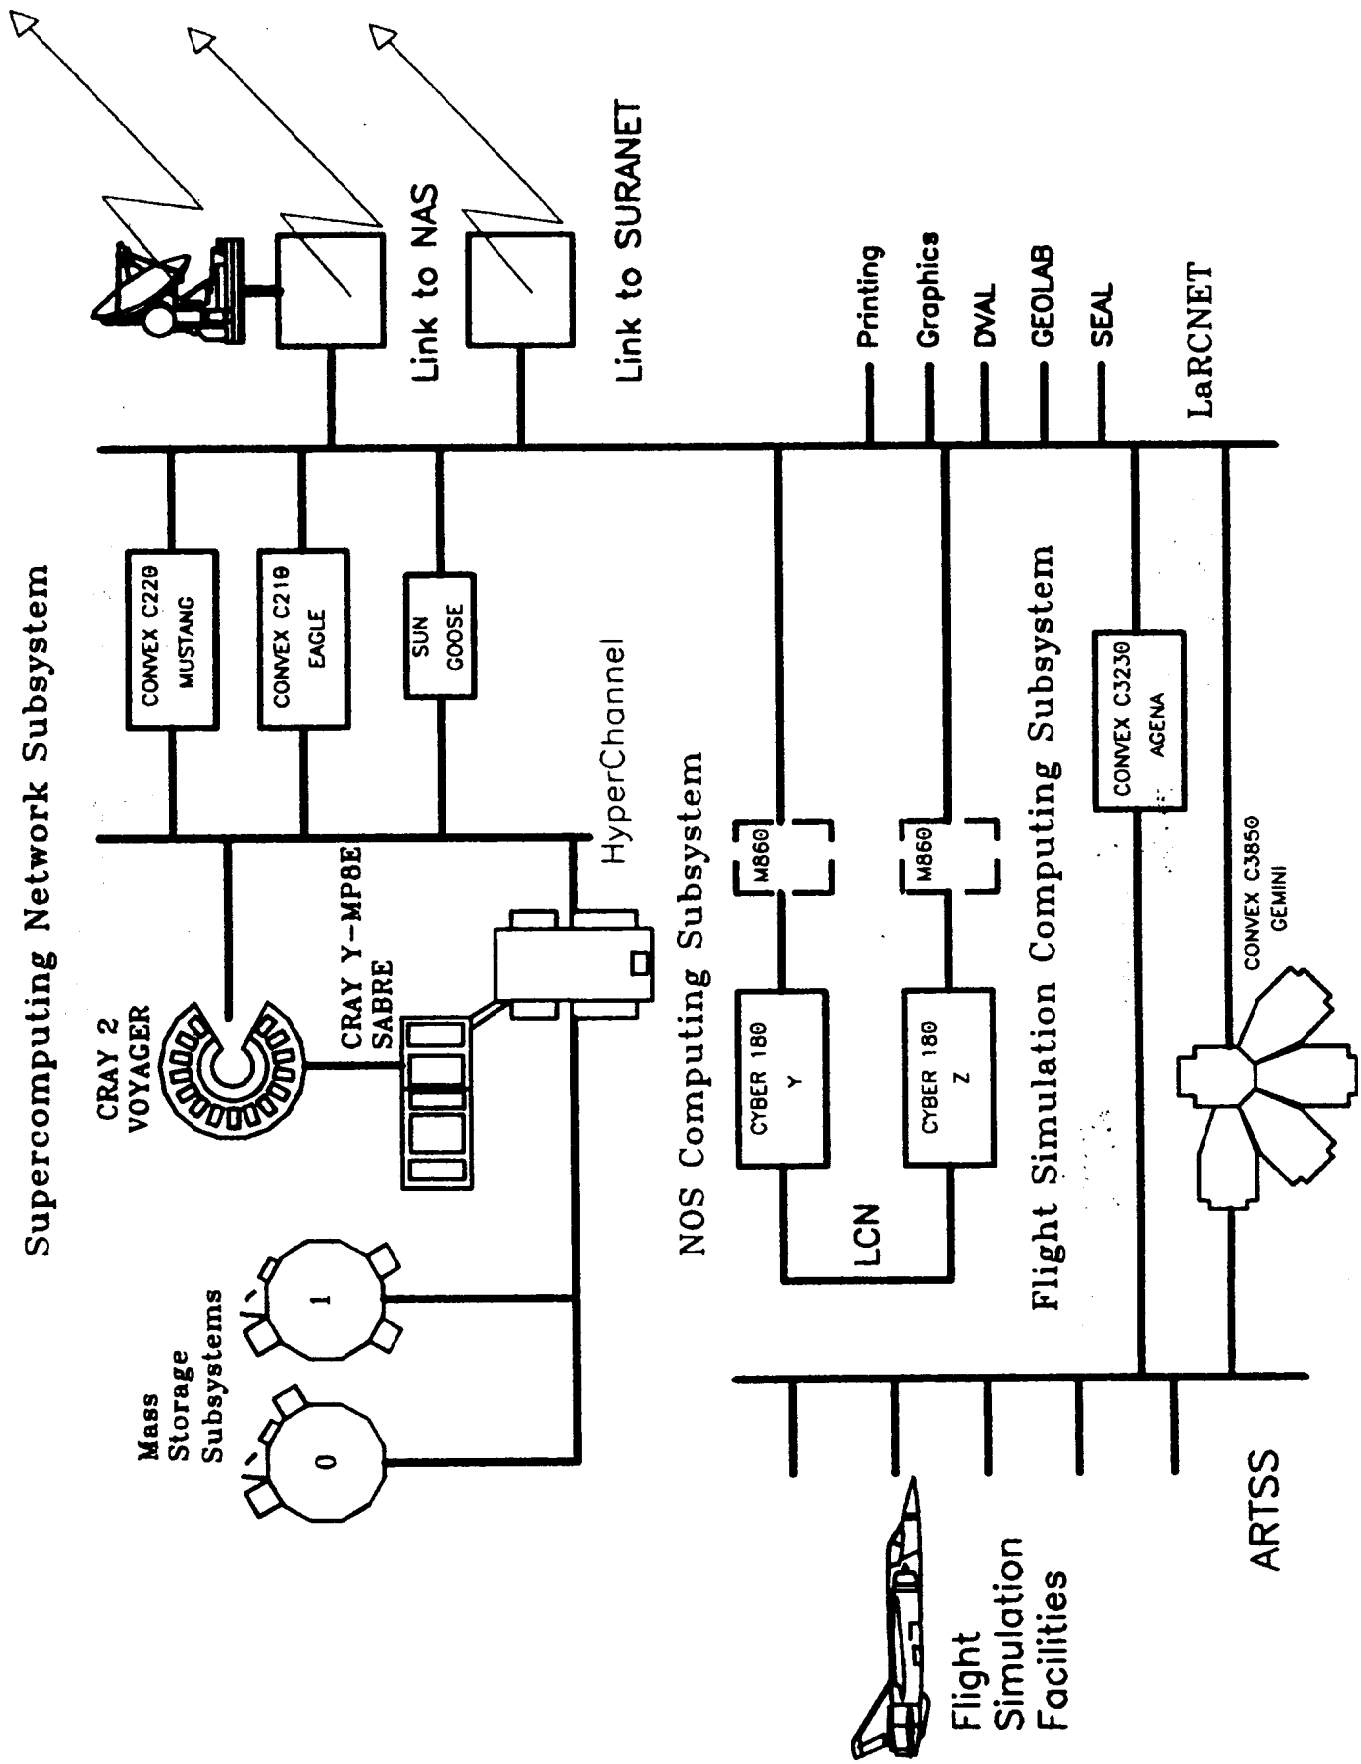 Supercomputing Network Subsystem
Mass
Storage
Subsystems
0
1
CRAY 2
VOYAGER
CRAY Y-MP8E
SABRE
HyperChannel
CONVEX C220
MUSTANG
CONVEX C210
EAGLE
SUN
GOOSE
Link to NAS
Link to SURANET
NOS Computing Subsystem
LCN
CYBER 180
Y
CYBER 180
Z
M860
M860
Printing
Graphics
DVAL
GEOLAB
SEAL
LaRCNET
Flight Simulation Computing Subsystem
Flight
Simulation
Facilities
ARTSS
CONVEX C3230
AGENA
CONVEX C3850
GEMINI